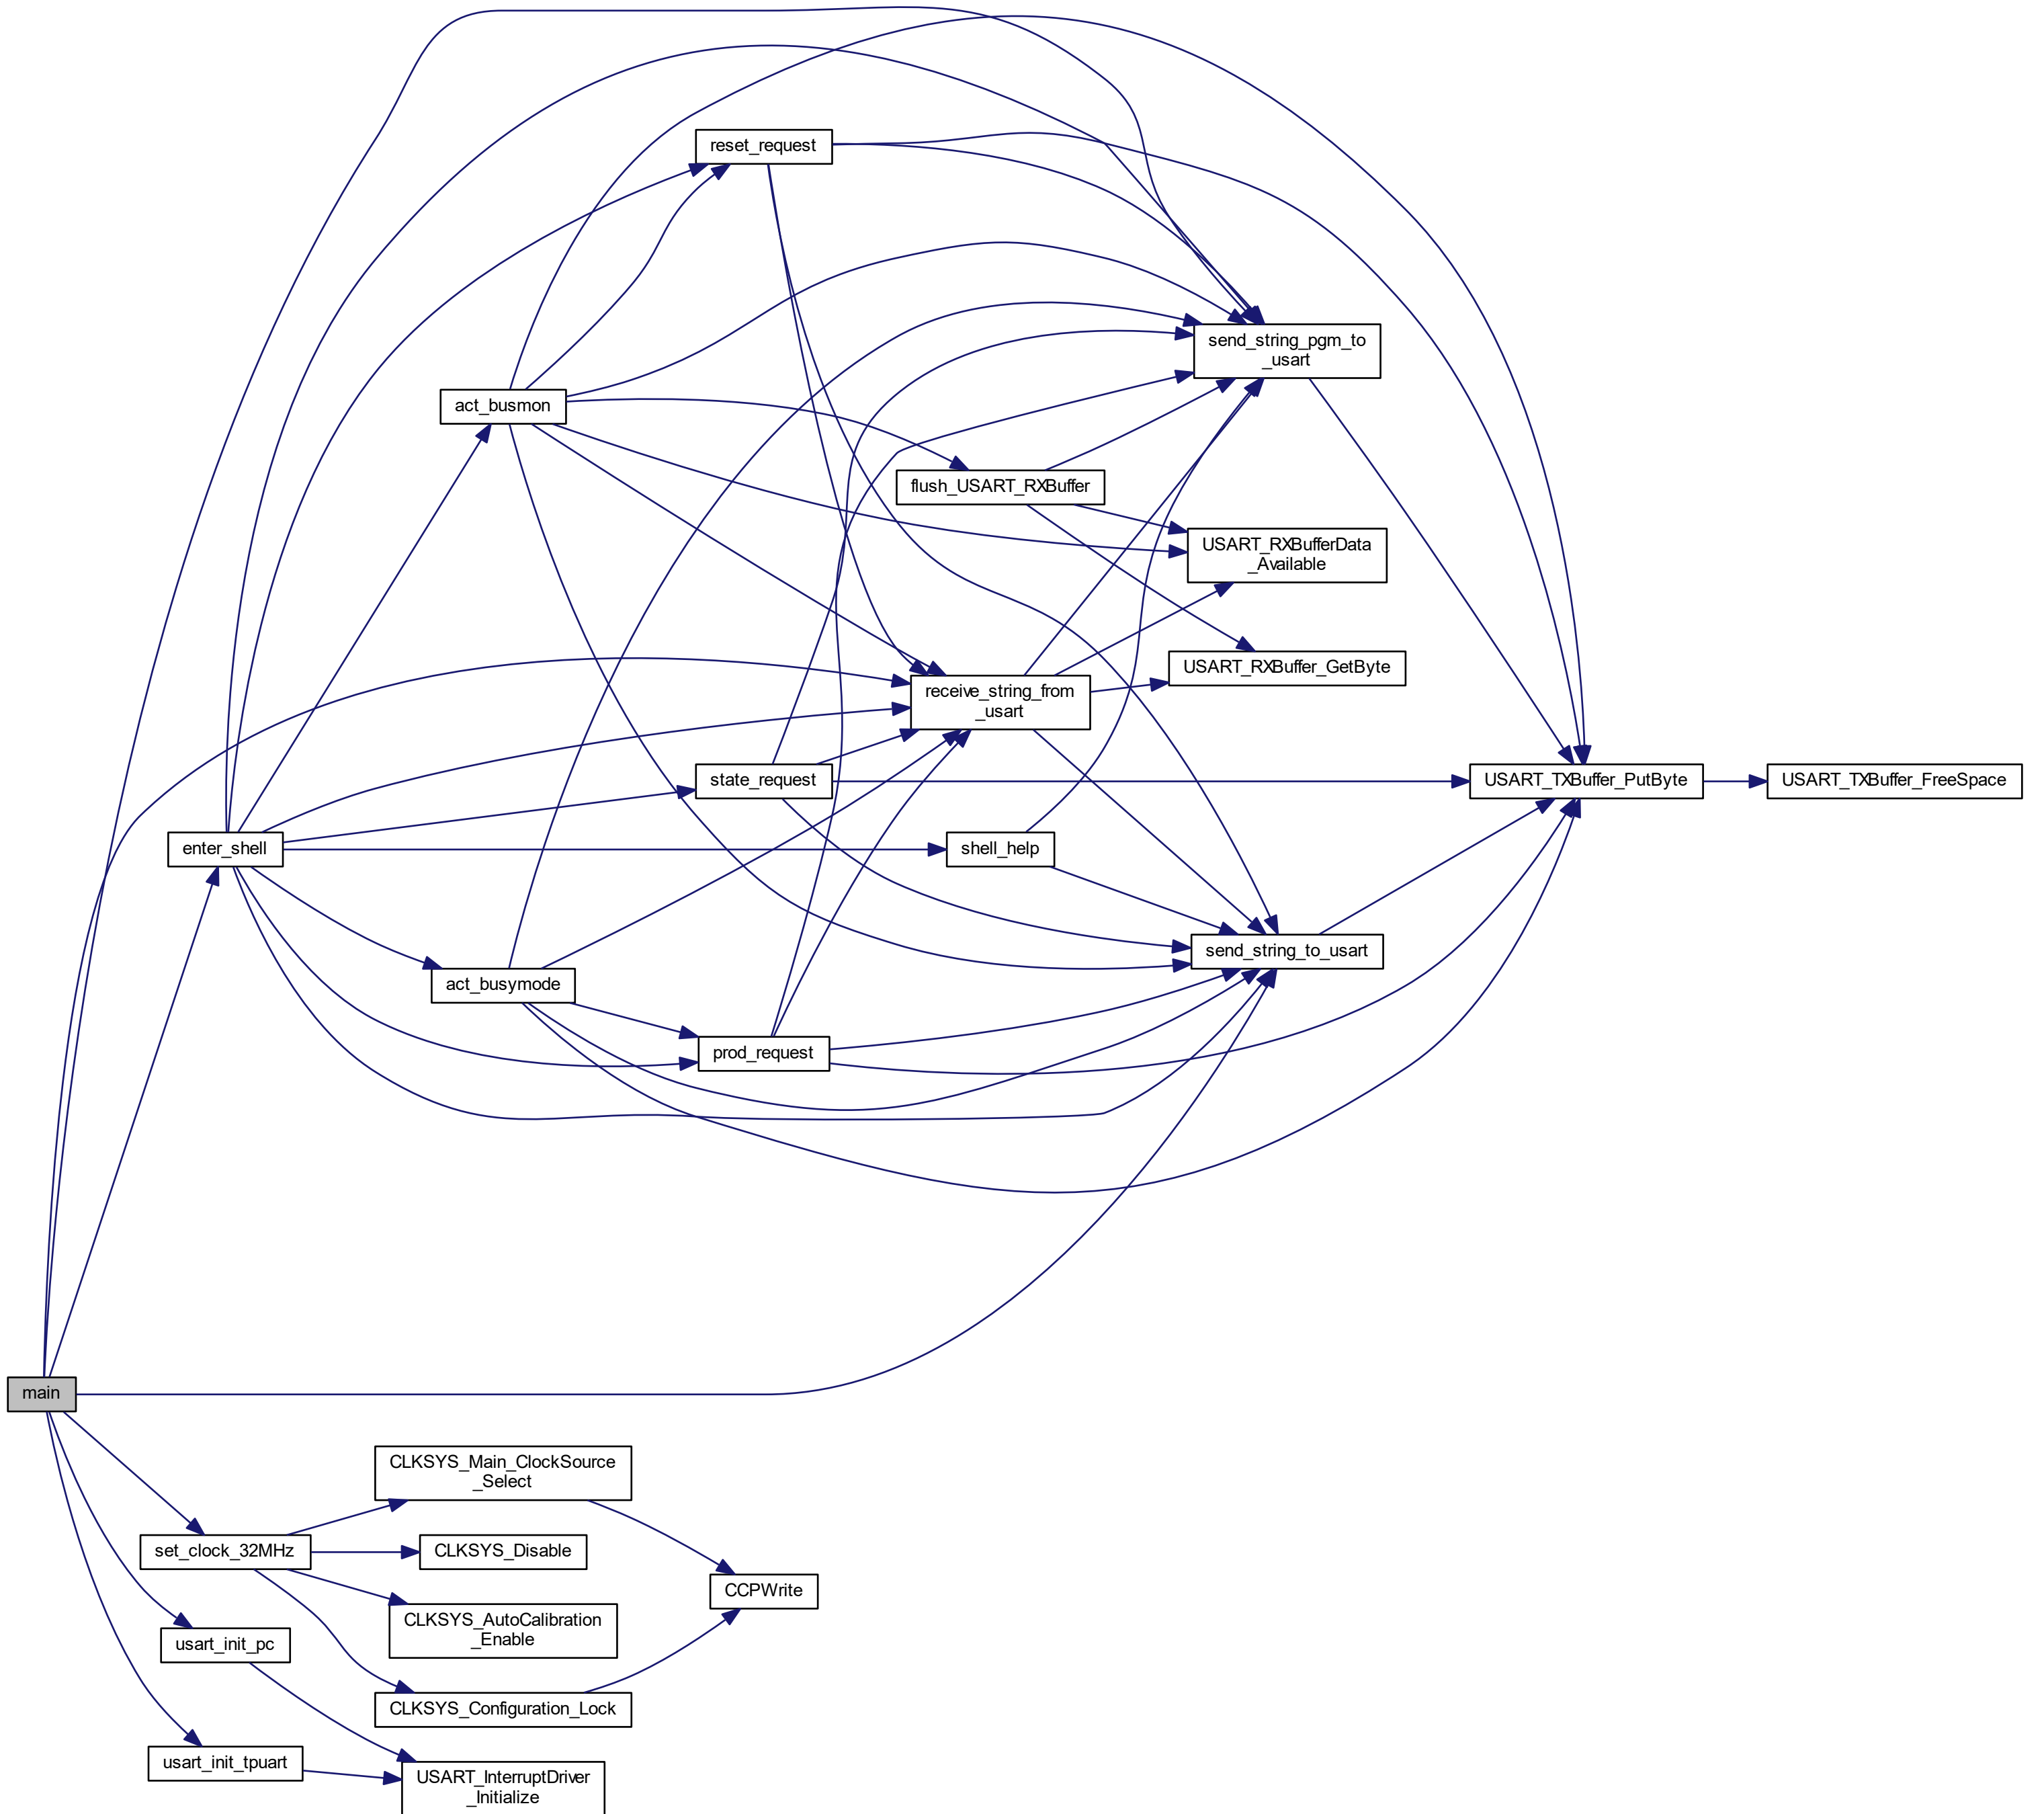 reset_request
send_string_pgm_to
_usart
act_busmon
flush_USART_RXBuffer
USART_RXBufferData
_Available
USART_RXBuffer_GetByte
receive_string_from
_usart
state_request
USART_TXBuffer_PutByte
USART_TXBuffer_FreeSpace
enter_shell
shell_help
send_string_to_usart
act_busymode
prod_request
main
CLKSYS_Main_ClockSource
_Select
set_clock_32MHz
CLKSYS_Disable
CCPWrite
CLKSYS_AutoCalibration
_Enable
usart_init_pc
CLKSYS_Configuration_Lock
usart_init_tpuart
USART_InterruptDriver
_Initialize